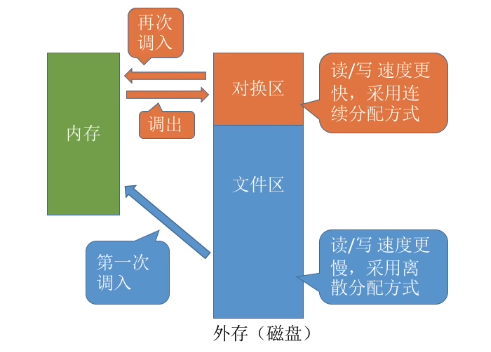 再次
调入
调出
内存
第一次
调入
对换区
文件区
读/写 速度更
快，采用连
续分配方式
读/写 速度更
慢，采用离
散分配方式
外存（磁盘）